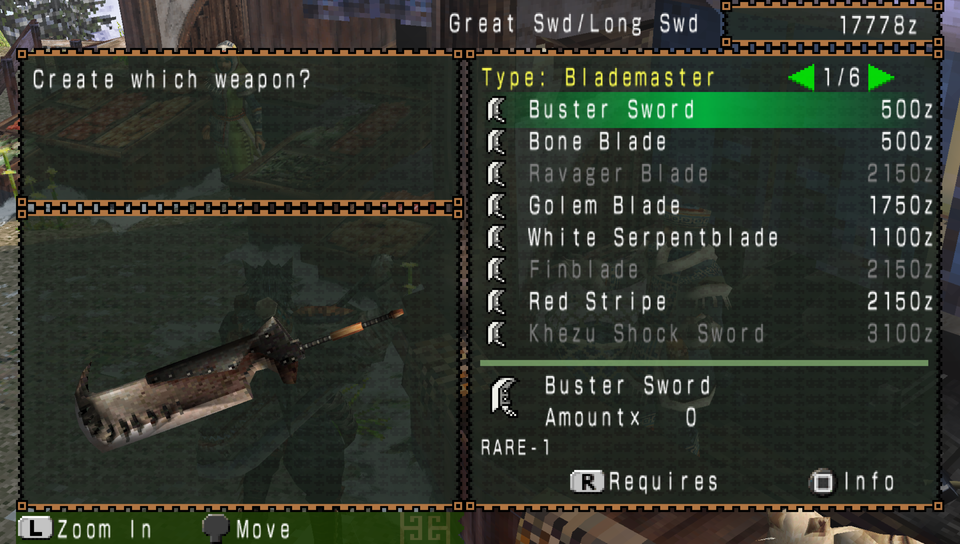 Great Swd/Long Swd
17778z
Create which weapon?
Type: Blademaster 1/6
Buster Sword 500z
Bone Blade 500z
Ravager Blade 2150z
Golem Blade 1750z
White Serpentblade 1100z
Finblade 2150z
Red Stripe 2150z
Khezu Shock Sword 3100z
Buster Sword
Amount× 0
RARE-1
R Requires Info
L Zoom In Move